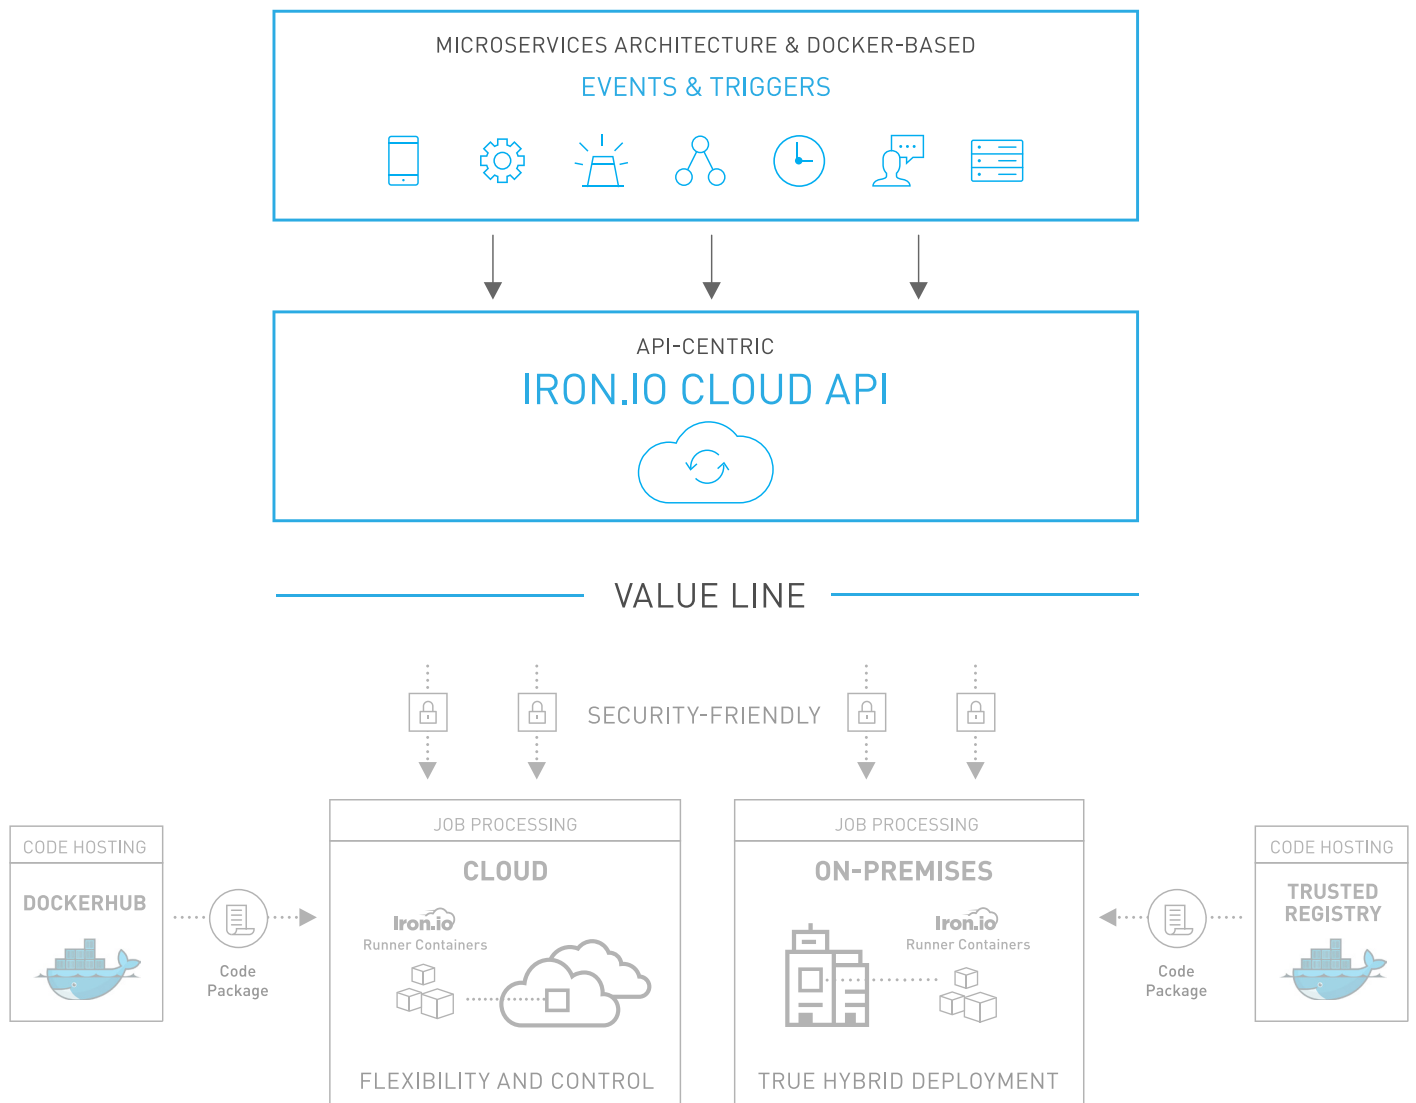 MICROSERVICES ARCHITECTURE & DOCKER-BASED
EVENTS & TRIGGERS
API-CENTRIC
IRON.IO CLOUD API
VALUE LINE
SECURITY-FRIENDLY
CODE HOSTING
DOCKERHUB
Code
Package
JOB PROCESSING
CLOUD
Iron.io
Runner Containers
FLEXIBILITY AND CONTROL
JOB PROCESSING
ON-PREMISES
Iron.io
Runner Containers
TRUE HYBRID DEPLOYMENT
Code
Package
CODE HOSTING
TRUSTED
REGISTRY